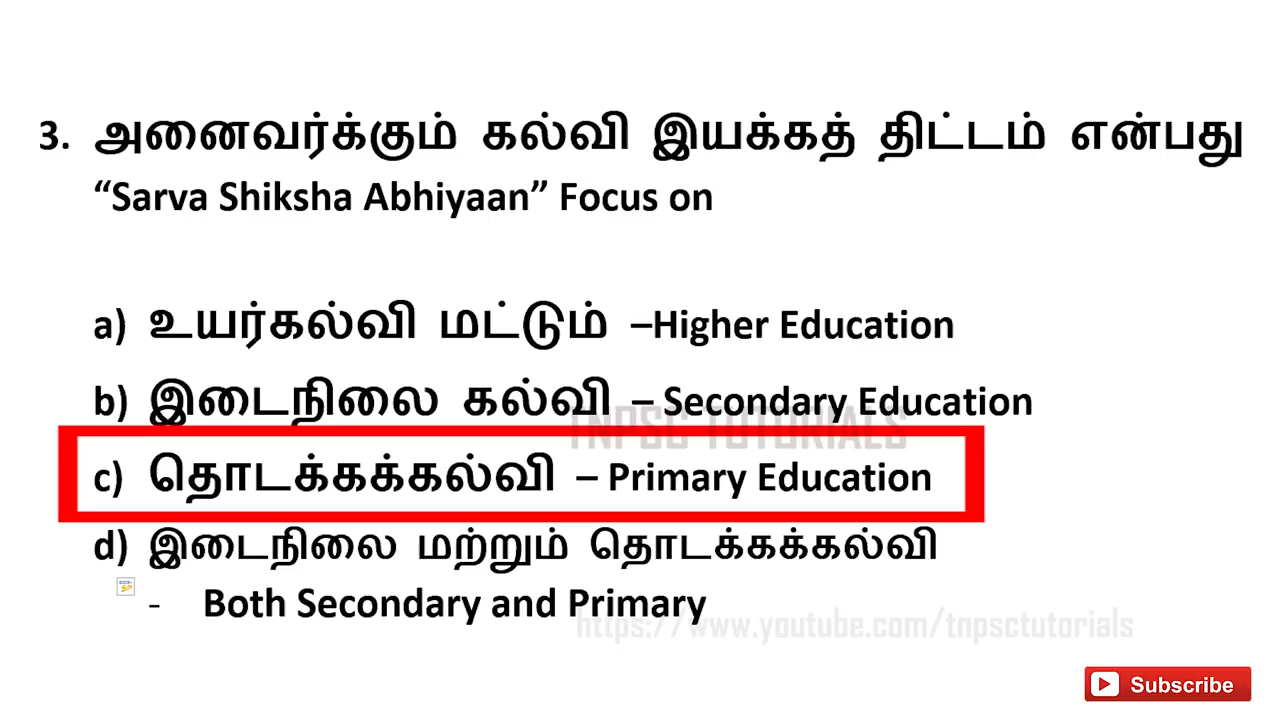 3. அனைவர்க்கும் கல்வி இயக்கத் திட்டம் என்பது
“Sarva Shiksha Abhiyaan” Focus on
a) உயர்கல்வி மட்டும் –Higher Education
b) இடைநிலை கல்வி – Secondary Education
TNPSC TUTORIALS
c) தொடக்கக்கல்வி – Primary Education
d) இடைநிலை மற்றும் தொடக்கக்கல்வி
- Both Secondary and Primary
https://www.youtube.com/tnpsctutorials
Subscribe